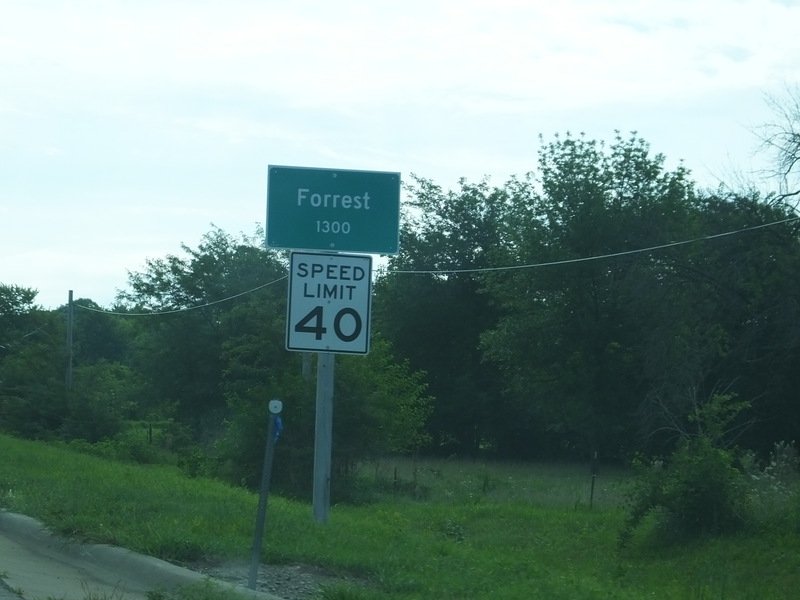 Forrest
1300
SPEED
LIMIT
40